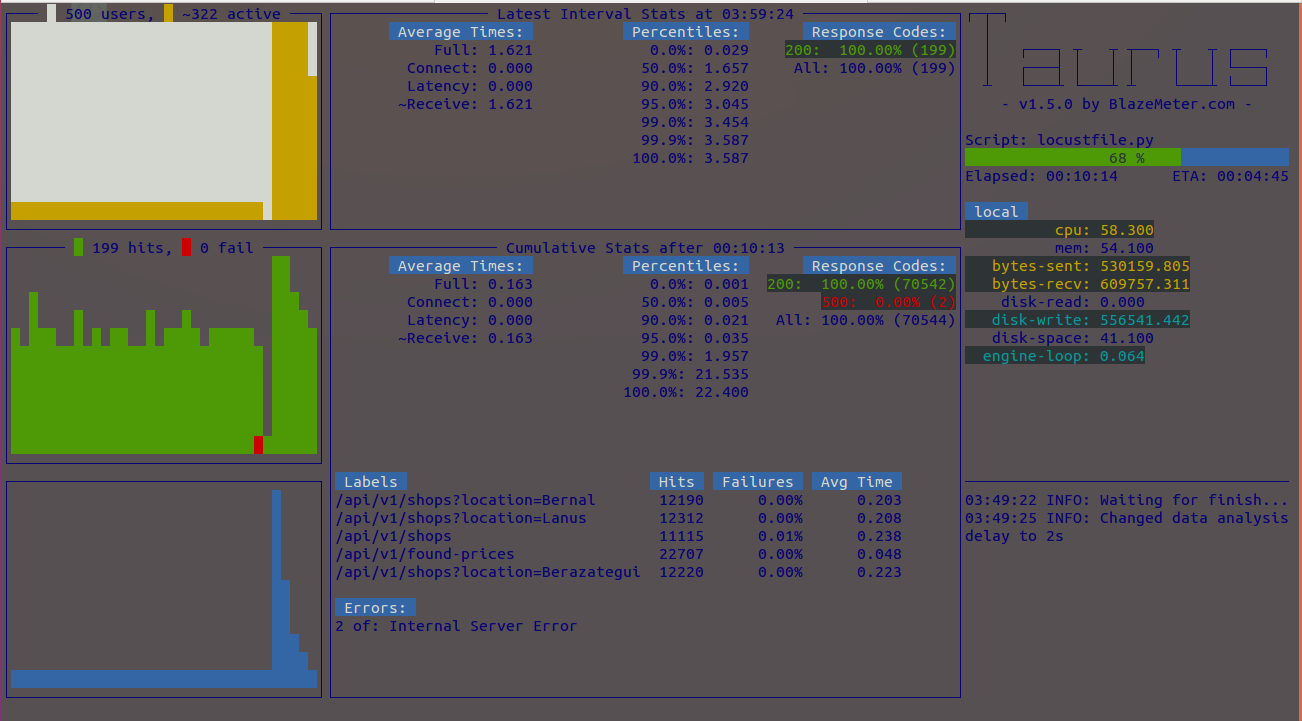 500 users, ~322 active
199 hits, 0 fail
Latest Interval Stats at 03:59:24
Average Times: Percentiles: Response Codes:
Full: 1.621 0.0%: 0.029 200: 100.00% (199)
Connect: 0.000 50.0%: 1.657 All: 100.00% (199)
Latency: 0.000 90.0%: 2.920
~Receive: 1.621 95.0%: 3.045
99.0%: 3.454
99.9%: 3.587
100.0%: 3.587
Cumulative Stats after 00:10:13
Average Times: Percentiles: Response Codes:
Full: 0.163 0.0%: 0.001 200: 100.00% (70542)
Connect: 0.000 50.0%: 0.005 500: 0.00% (2)
Latency: 0.000 90.0%: 0.021 All: 100.00% (70544)
~Receive: 0.163 95.0%: 0.035
99.0%: 1.957
99.9%: 21.535
100.0%: 22.400
Labels Hits Failures Avg Time
/api/v1/shops?location=Bernal 12190 0.00% 0.203
/api/v1/shops?location=Lanus 12312 0.00% 0.208
/api/v1/shops 11115 0.01% 0.238
/api/v1/found-prices 22707 0.00% 0.048
/api/v1/shops?location=Berazategui 12220 0.00% 0.223
Errors:
2 of: Internal Server Error
Taurus
- v1.5.0 by BlazeMeter.com -
Script: locustfile.py
68 %
Elapsed: 00:10:14 ETA: 00:04:45
local
cpu: 58.300
mem: 54.100
bytes-sent: 530159.805
bytes-recv: 609757.311
disk-read: 0.000
disk-write: 556541.442
disk-space: 41.100
engine-loop: 0.064
03:49:22 INFO: Waiting for finish...
03:49:25 INFO: Changed data analysis
delay to 2s